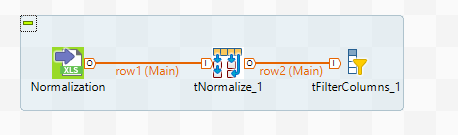 XLS
O
row1 (Main)
I
O
row2 (Main)
I
Normalization
tNormalize_1
tFilterColumns_1